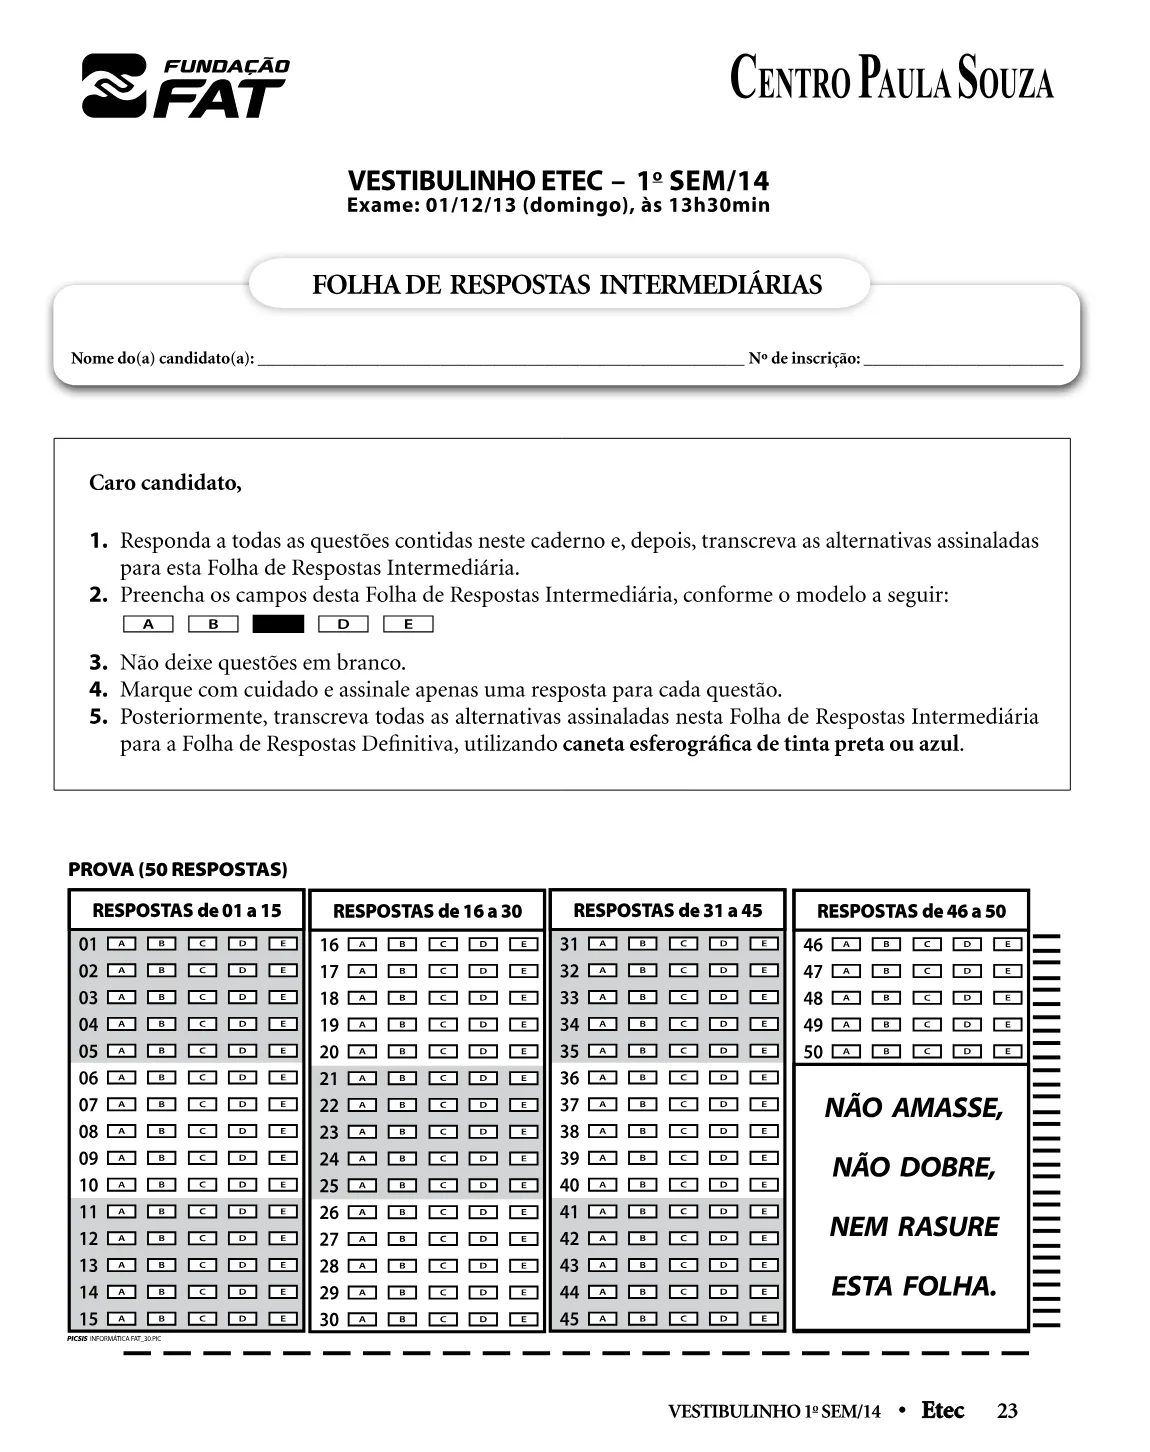 FUNDAÇÃO
FAT
CENTRO PAULA SOUZA
VESTIBULINHO ETEC – 1º SEM/14
Exame: 01/12/13 (domingo), às 13h30min
FOLHA DE RESPOSTAS INTERMEDIÁRIAS
Nome do(a) candidato(a): ________________________ Nº de inscrição: ____________
Caro candidato,
1. Responda a todas as questões contidas neste caderno e, depois, transcreva as alternativas assinaladas
para esta Folha de Respostas Intermediária.
2. Preencha os campos desta Folha de Respostas Intermediária, conforme o modelo a seguir:
A B D E
3. Não deixe questões em branco.
4. Marque com cuidado e assinale apenas uma resposta para cada questão.
5. Posteriormente, transcreva todas as alternativas assinaladas nesta Folha de Respostas Intermediária
para a Folha de Respostas Definitiva, utilizando caneta esferográfica de tinta preta ou azul.
PROVA (50 RESPOSTAS)
RESPOSTAS de 01 a 15
01 A B C D E
02 A B C D E
03 A B C D E
04 A B C D E
05 A B C D E
06 A B C D E
07 A B C D E
08 A B C D E
09 A B C D E
10 A B C D E
11 A B C D E
12 A B C D E
13 A B C D E
14 A B C D E
15 A B C D E
RESPOSTAS de 16 a 30
16 A B C D E
17 A B C D E
18 A B C D E
19 A B C D E
20 A B C D E
21 A B C D E
22 A B C D E
23 A B C D E
24 A B C D E
25 A B C D E
26 A B C D E
27 A B C D E
28 A B C D E
29 A B C D E
30 A B C D E
RESPOSTAS de 31 a 45
31 A B C D E
32 A B C D E
33 A B C D E
34 A B C D E
35 A B C D E
36 A B C D E
37 A B C D E
38 A B C D E
39 A B C D E
40 A B C D E
41 A B C D E
42 A B C D E
43 A B C D E
44 A B C D E
45 A B C D E
RESPOSTAS de 46 a 50
46 A B C D E
47 A B C D E
48 A B C D E
49 A B C D E
50 A B C D E
NÃO AMASSE,
NÃO DOBRE,
NEM RASURE
ESTA FOLHA.
PICSIS INFORMÁTICA FAT_30.PIC
VESTIBULINHO 1º SEM/14 • Etec 23